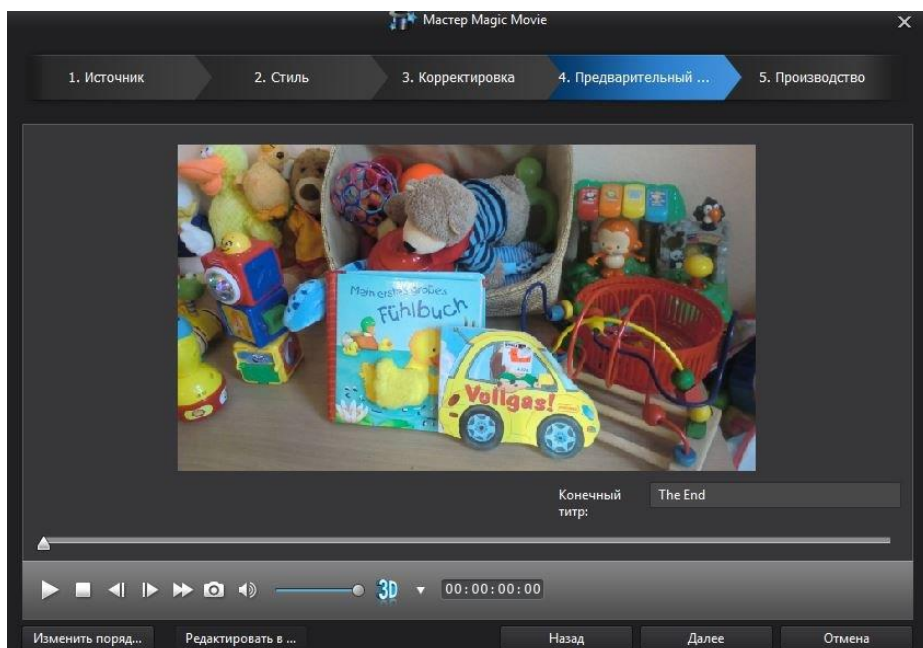 Мастер Magic Movie
1. Источник
2. Стиль
3. Корректировка
4. Предварительный ...
5. Производство
Mein erstes großes
Fühlbuch
Vollgas!
Конечный
титр:
The End
3D
00:00:00:00
Изменить поряд...
Редактировать в ...
Назад
Далее
Отмена